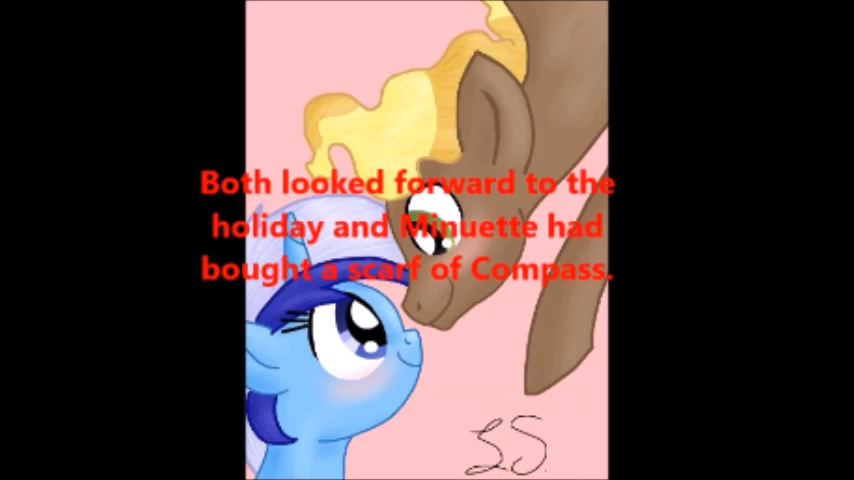 Both looked forward to the
holiday and Minuette had
bought a scarf of Compass.